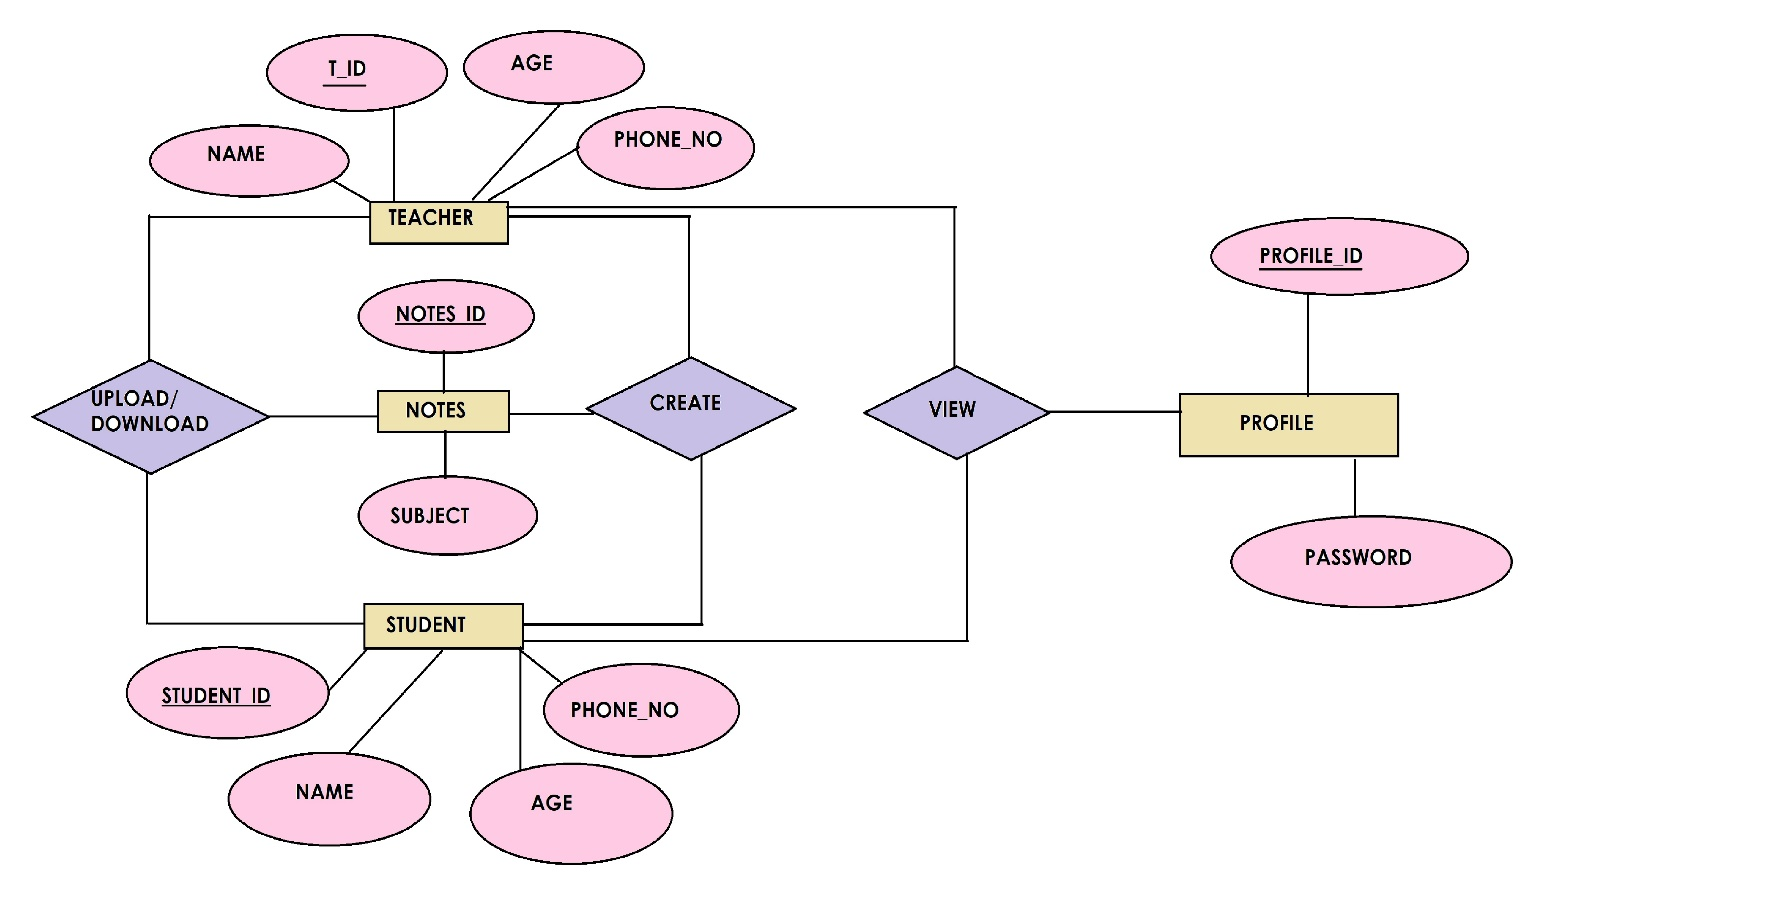 T_ID
AGE
NAME
PHONE_NO
TEACHER
PROFILE_ID
NOTES_ID
UPLOAD/
DOWNLOAD
NOTES
CREATE
VIEW
PROFILE
SUBJECT
PASSWORD
STUDENT
STUDENT_ID
PHONE_NO
NAME
AGE